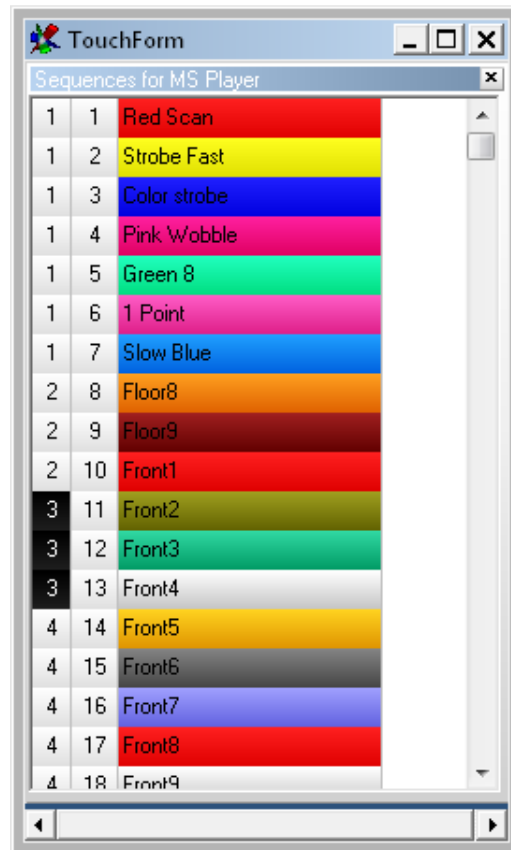 TouchForm
Sequences for MS Player
1 1 Red Scan
1 2 Strobe Fast
1 3 Color strobe
1 4 Pink Wobble
1 5 Green 8
1 6 1 Point
1 7 Slow Blue
2 8 Floor8
2 9 Floor9
2 10 Front1
3 11 Front2
3 12 Front3
3 13 Front4
4 14 Front5
4 15 Front6
4 16 Front7
4 17 Front8
4 18 Front9